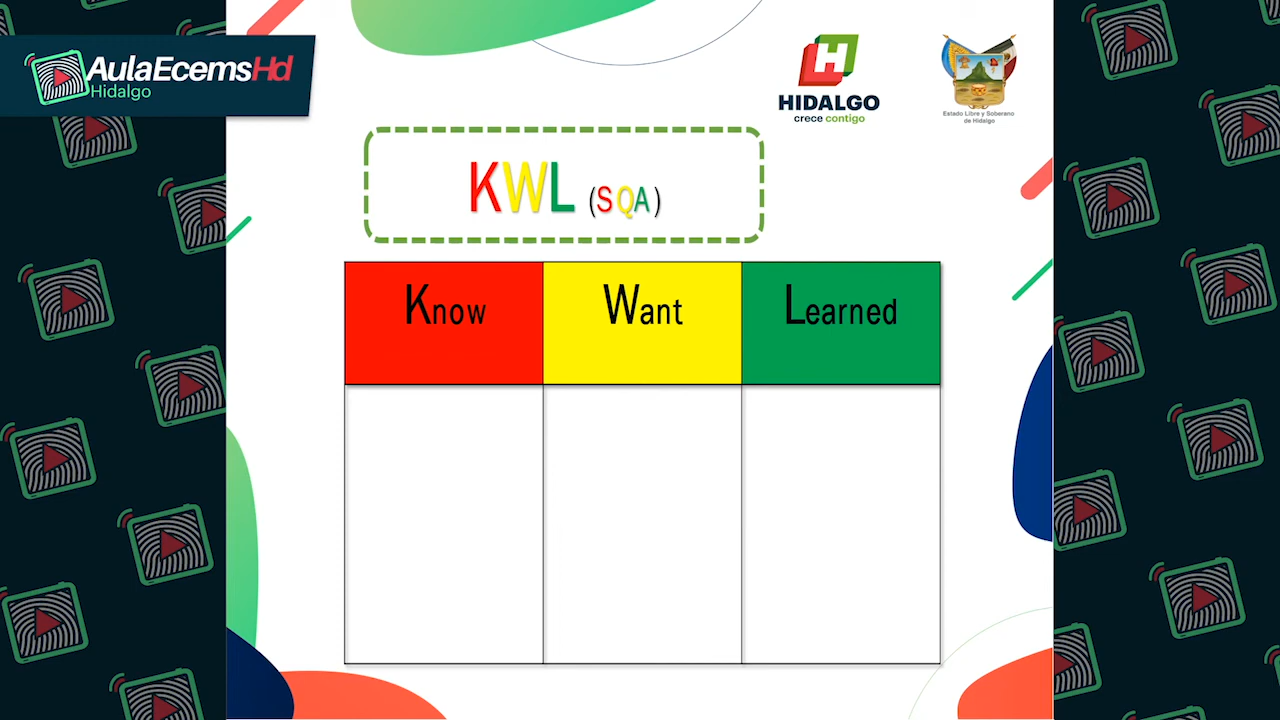 AulaEcemsHd
Hidalgo
H
HIDALGO
crece contigo
Estado Libre y Soberano
de Hidalgo
KWL (SQA)
Know Want Learned